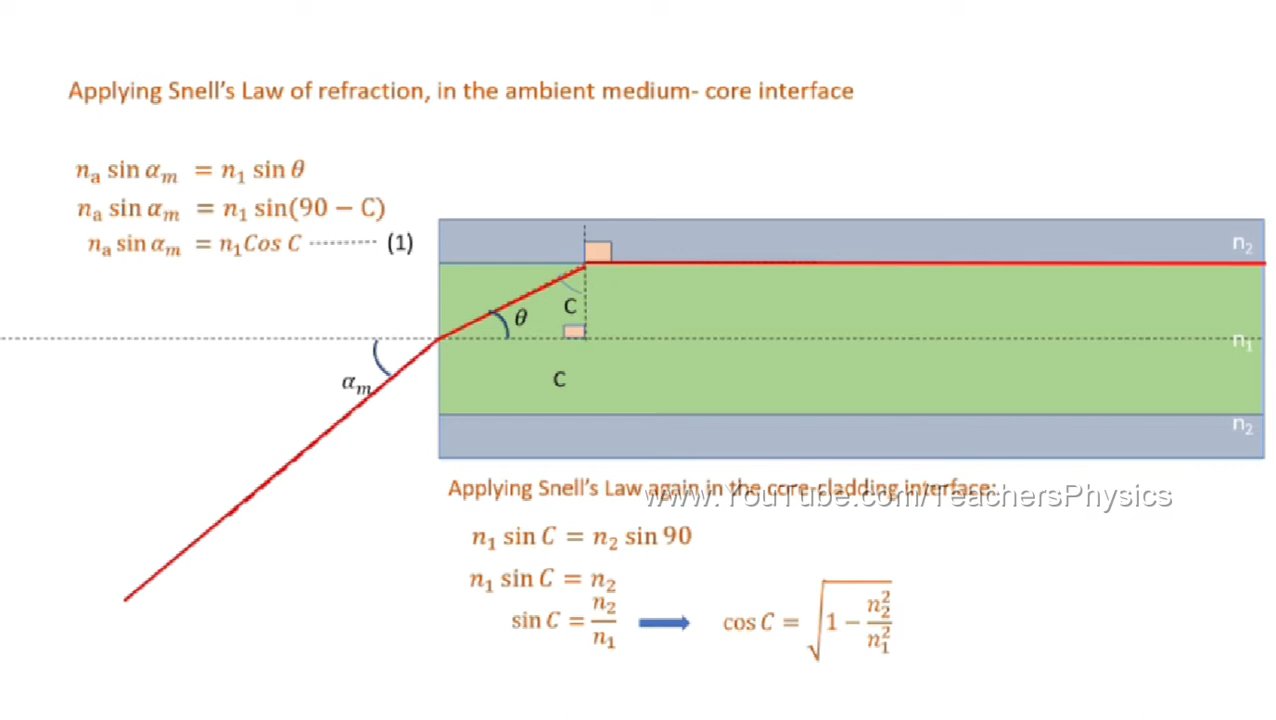 Applying Snell's Law of refraction, in the ambient medium- core interface
nₐ sin αₘ = n₁ sin θ
nₐ sin αₘ = n₁ sin(90 − C)
nₐ sin αₘ = n₁Cos C ---------- (1)
n₂
C
θ
n₁
αₘ
C
n₂
Applying Snell's Law again in the core-cladding interface:
www.YouTube.com/TeachersPhysics
n₁ sin C = n₂ sin 90
n₁ sin C = n₂
sin C = n₂/n₁ cos C = √(1 − n₂²/n₁²)